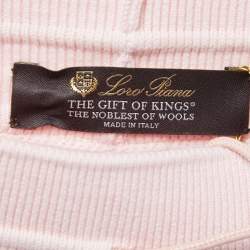 Loro Piana
THE GIFT OF KINGS®
THE NOBLEST OF WOOLS
MADE IN ITALY